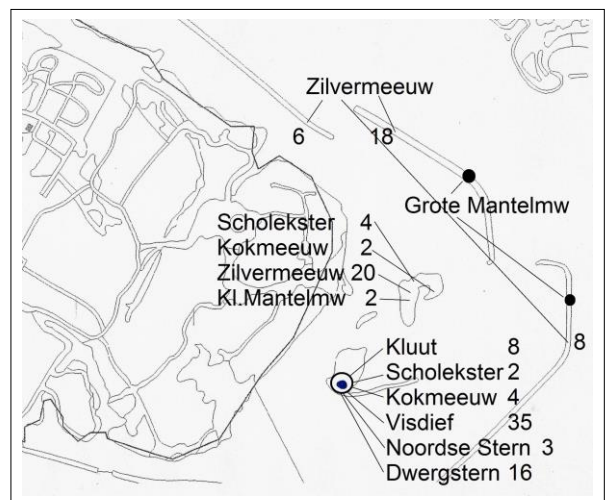 Zilvermeeuw
6 18
Grote Mantelmw
Scholekster 4
Kokmeeuw 2
Zilvermeeuw 20
Kl.Mantelmw 2
8
Kluut 8
Scholekster 2
Kokmeeuw 4
Visdief 35
Noordse Stern 3
Dwergstern 16